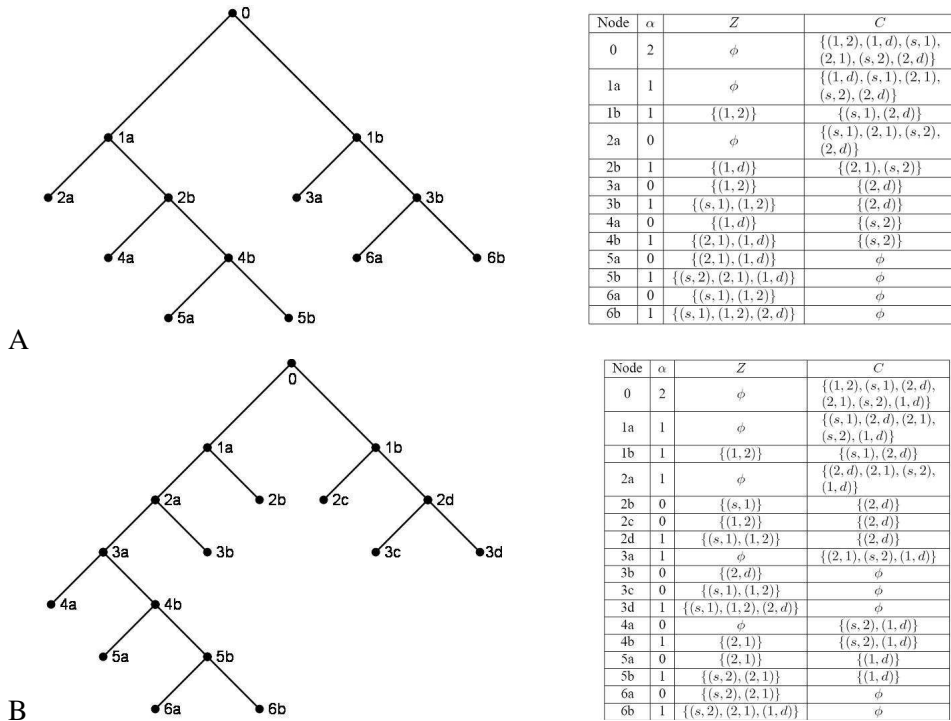 0
1a
1b
2a
2b
3a
3b
4a
4b
6a
6b
5a
5b
A
Node α Z C
0 2 ϕ {(1, 2), (1, d), (s, 1),
(2, 1), (s, 2), (2, d)}
1a 1 ϕ {(1, d), (s, 1), (2, 1),
(s, 2), (2, d)}
1b 1 {(1, 2)} {(s, 1), (2, d)}
2a 0 ϕ {(s, 1), (2, 1), (s, 2),
(2, d)}
2b 1 {(1, d)} {(2, 1), (s, 2)}
3a 0 {(1, 2)} {(2, d)}
3b 1 {(s, 1), (1, 2)} {(2, d)}
4a 0 {(1, d)} {(s, 2)}
4b 1 {(2, 1), (1, d)} {(s, 2)}
5a 0 {(2, 1), (1, d)} ϕ
5b 1 {(s, 2), (2, 1), (1, d)} ϕ
6a 0 {(s, 1), (1, 2)} ϕ
6b 1 {(s, 1), (1, 2), (2, d)} ϕ
0
1a
1b
2a
2b
2c
2d
3a
3b
3c
3d
4a
4b
5a
5b
6a
6b
B
Node α Z C
0 2 ϕ {(1, 2), (s, 1), (2, d),
(2, 1), (s, 2), (1, d)}
1a 1 ϕ {(s, 1), (2, d), (2, 1),
(s, 2), (1, d)}
1b 1 {(1, 2)} {(s, 1), (2, d)}
2a 1 ϕ {(2, d), (2, 1), (s, 2),
(1, d)}
2b 0 {(s, 1)} {(2, d)}
2c 0 {(1, 2)} {(2, d)}
2d 1 {(s, 1), (1, 2)} {(2, d)}
3a 1 ϕ {(2, 1), (s, 2), (1, d)}
3b 0 {(2, d)} ϕ
3c 0 {(s, 1), (1, 2)} ϕ
3d 1 {(s, 1), (1, 2), (2, d)} ϕ
4a 0 ϕ {(s, 2), (1, d)}
4b 1 {(2, 1)} {(s, 2), (1, d)}
5a 0 {(2, 1)} {(1, d)}
5b 1 {(s, 2), (2, 1)} {(1, d)}
6a 0 {(s, 2), (2, 1)} ϕ
6b 1 {(s, 2), (2, 1), (1, d)} ϕ